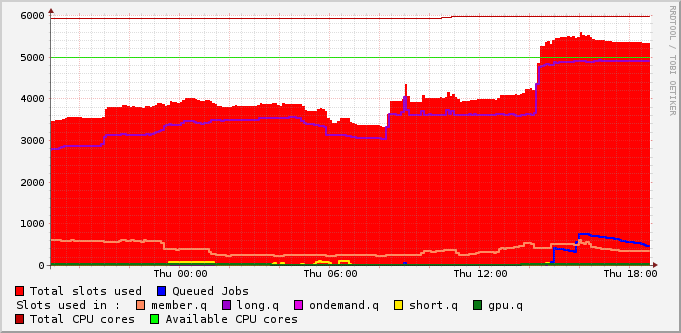 RRDTOOL / TOBI OETIKER
6000
5000
4000
3000
2000
1000
0
Thu 00:00 Thu 06:00 Thu 12:00 Thu 18:00
Total slots used Queued Jobs
Slots used in : member.q long.q ondemand.q short.q gpu.q
Total CPU cores Available CPU cores